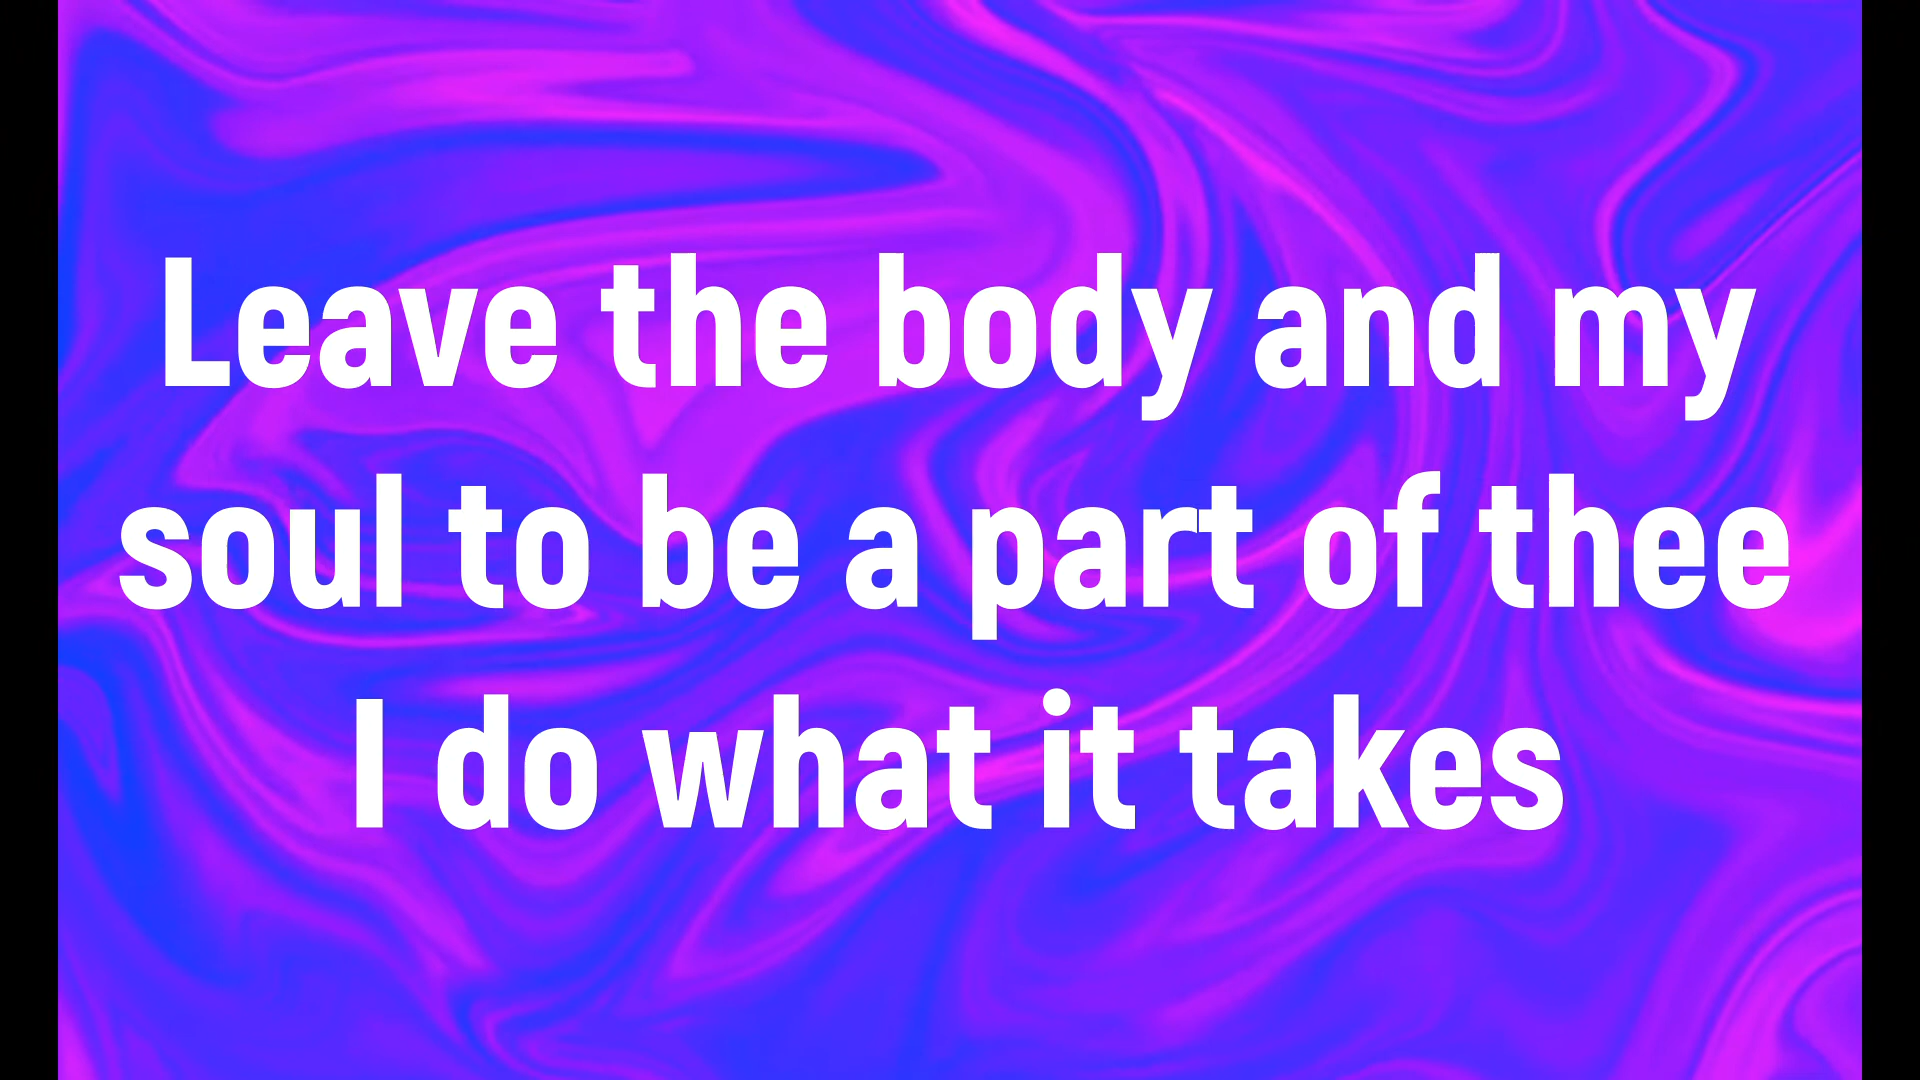 Leave the body and my
soul to be a part of thee
I do what it takes